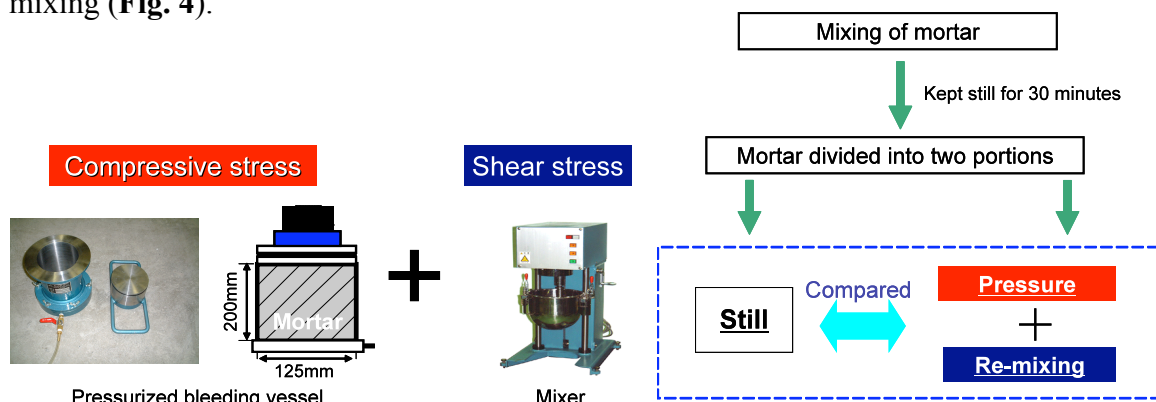 mixing (Fig. 4).
Compressive stress
200mm
Mortar
125mm
Pressurized bleeding vessel
Shear stress
Mixer
Mixing of mortar
Kept still for 30 minutes
Mortar divided into two portions
Still
Compared
Pressure
+
Re-mixing